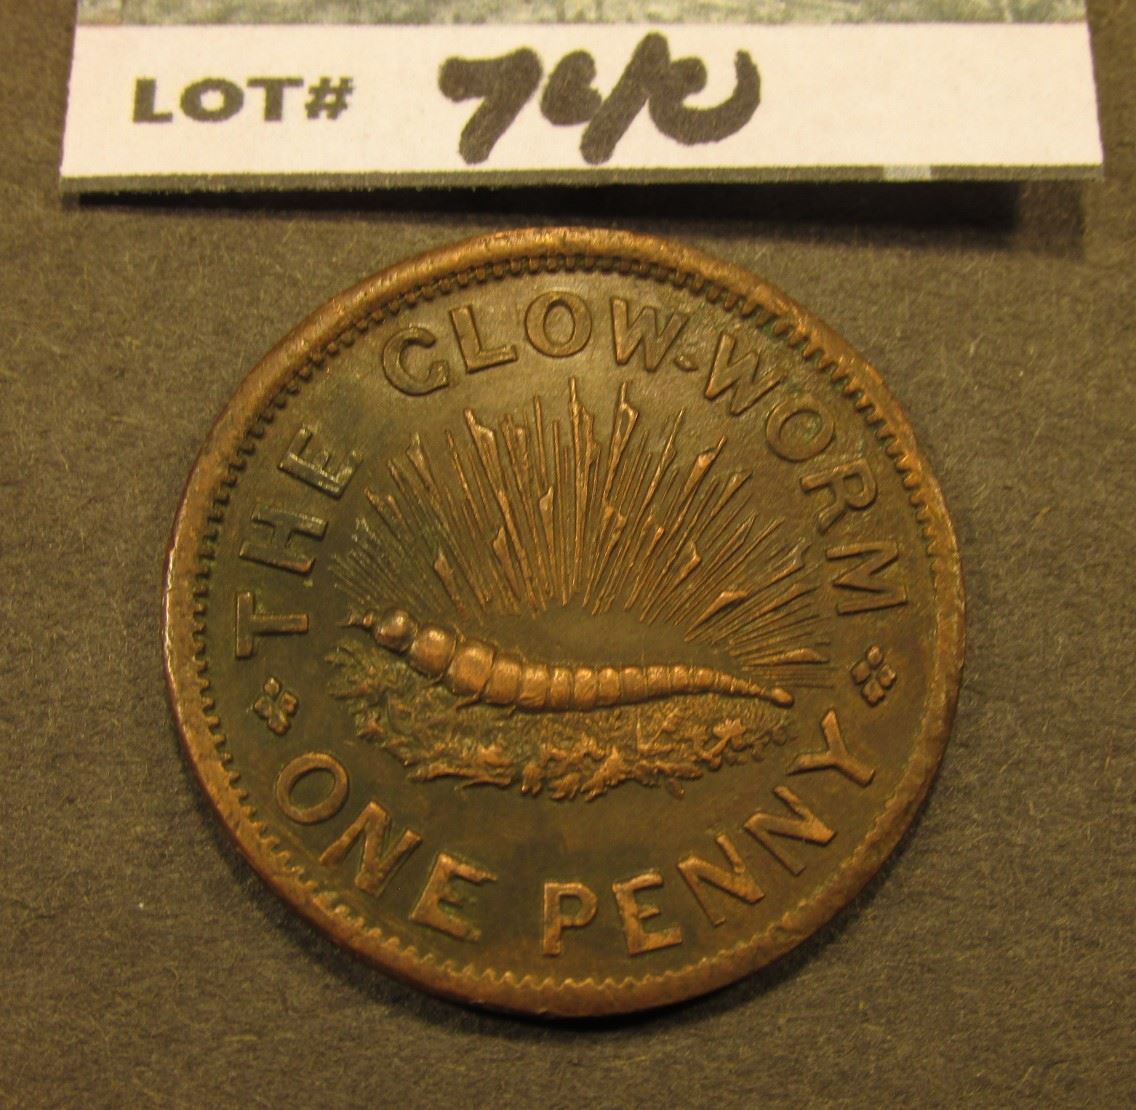 LOT#
THE GLOW-WORM
ONE PENNY